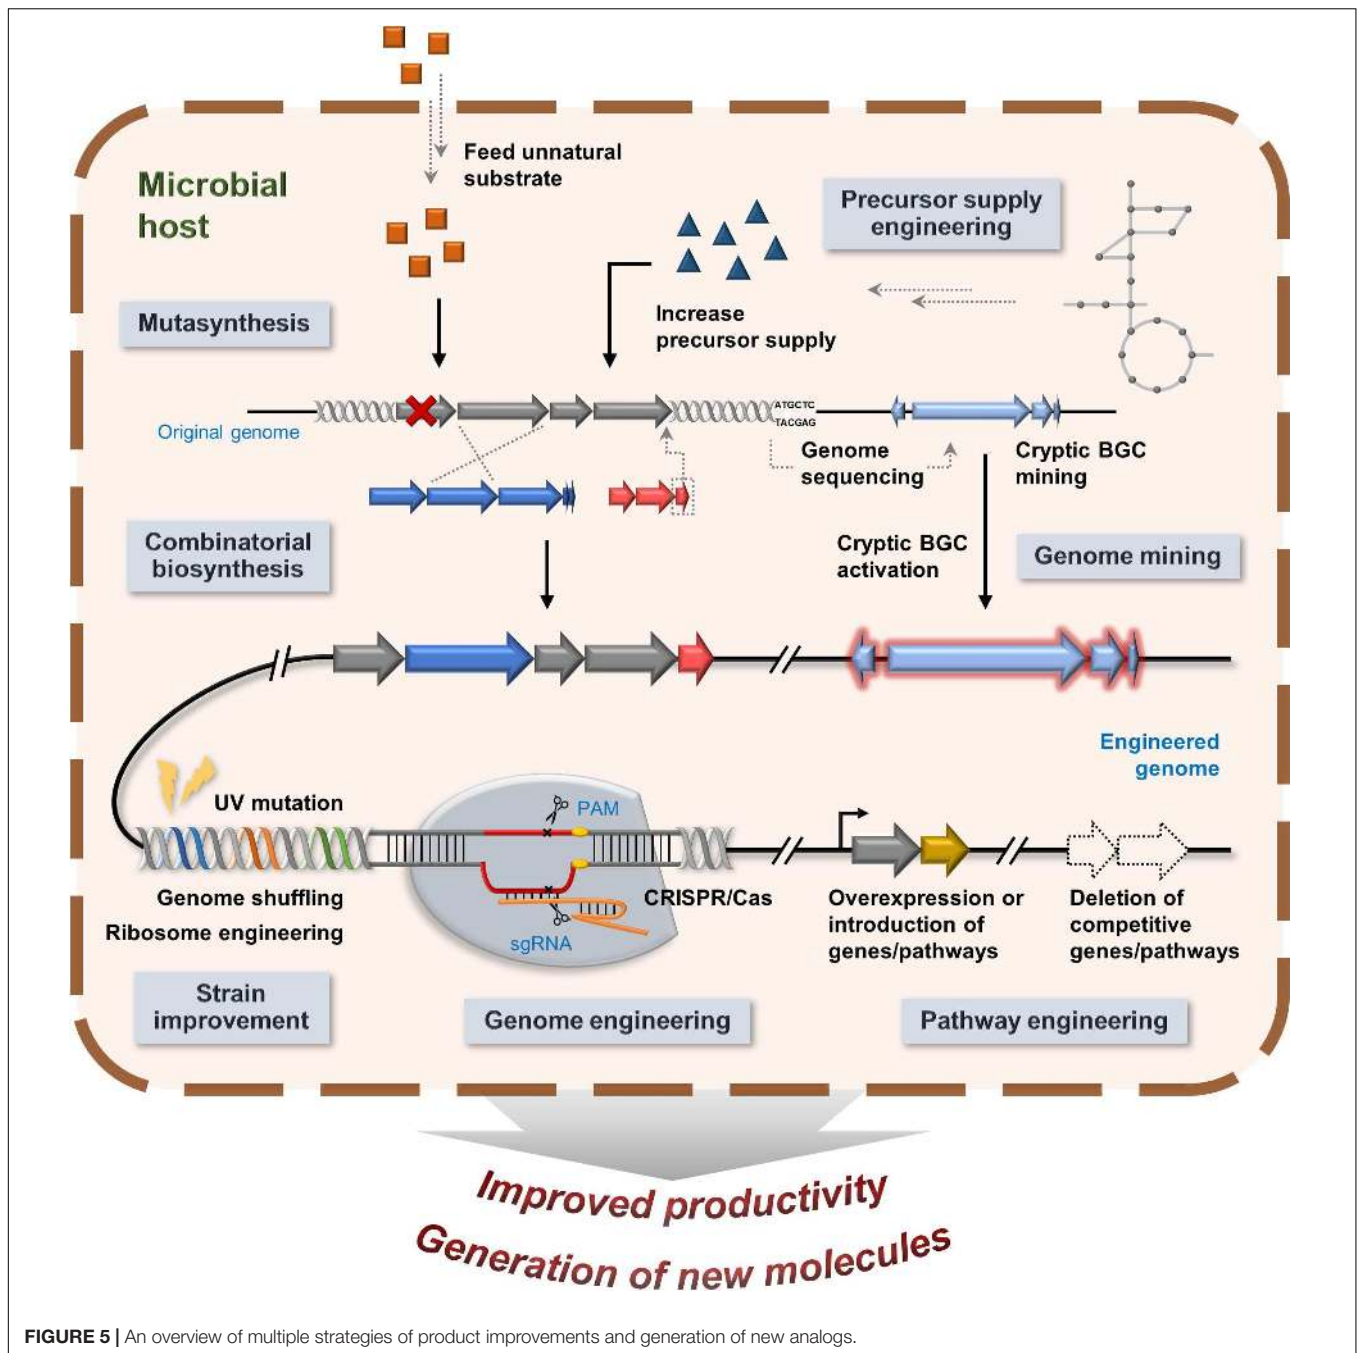 Feed unnatural
substrate
Microbial
host
Precursor supply
engineering
Mutasynthesis
Increase
precursor supply
Original genome
ATGCTC
TACGAG
Genome
sequencing
Cryptic BGC
mining
Combinatorial
biosynthesis
Cryptic BGC
activation
Genome mining
Engineered
genome
UV mutation
PAM
Genome shuffling
Ribosome engineering
sgRNA
CRISPR/Cas
Overexpression or
introduction of
genes/pathways
Deletion of
competitive
genes/pathways
Strain
improvement
Genome engineering
Pathway engineering
Improved productivity
Generation of new molecules
FIGURE 5 | An overview of multiple strategies of product improvements and generation of new analogs.